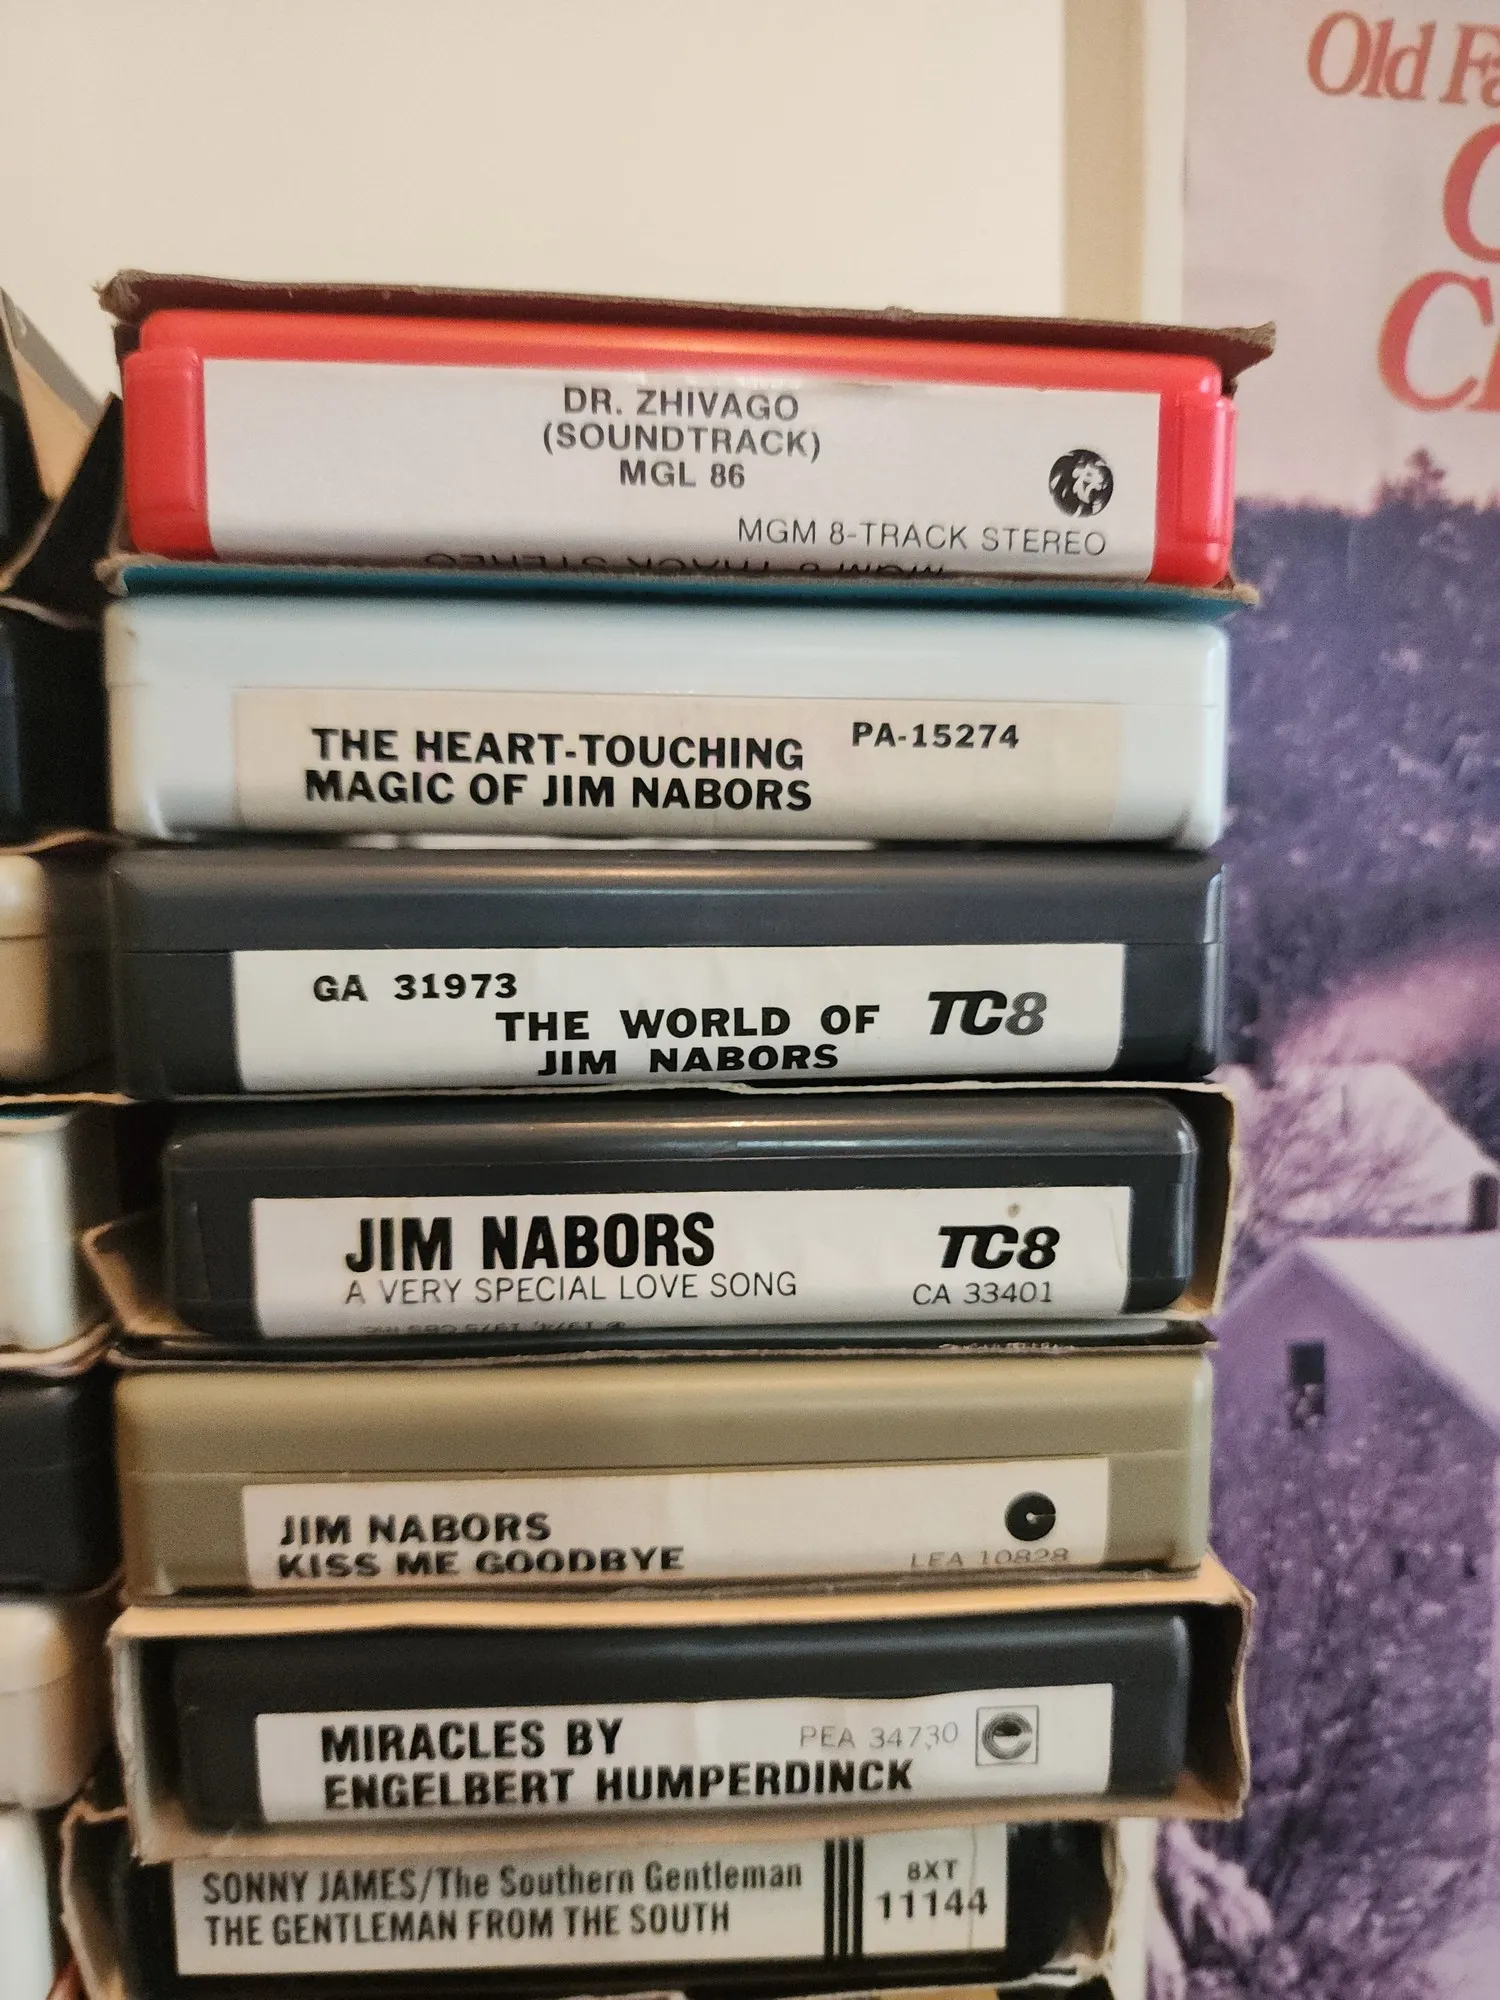 Old
DR. ZHIVAGO
(SOUNDTRACK)
MGL 86
MGM 8-TRACK STEREO
THE HEART-TOUCHING
MAGIC OF JIM NABORS
PA-15274
GA 31973
THE WORLD OF
JIM NABORS
TC8
JIM NABORS
A VERY SPECIAL LOVE SONG
TC8
CA 33401
JIM NABORS
KISS ME GOODBYE
LEA 10828
MIRACLES BY
ENGELBERT HUMPERDINCK
PEA 34730
SONNY JAMES/The Southern Gentleman
THE GENTLEMAN FROM THE SOUTH
8XT
11144